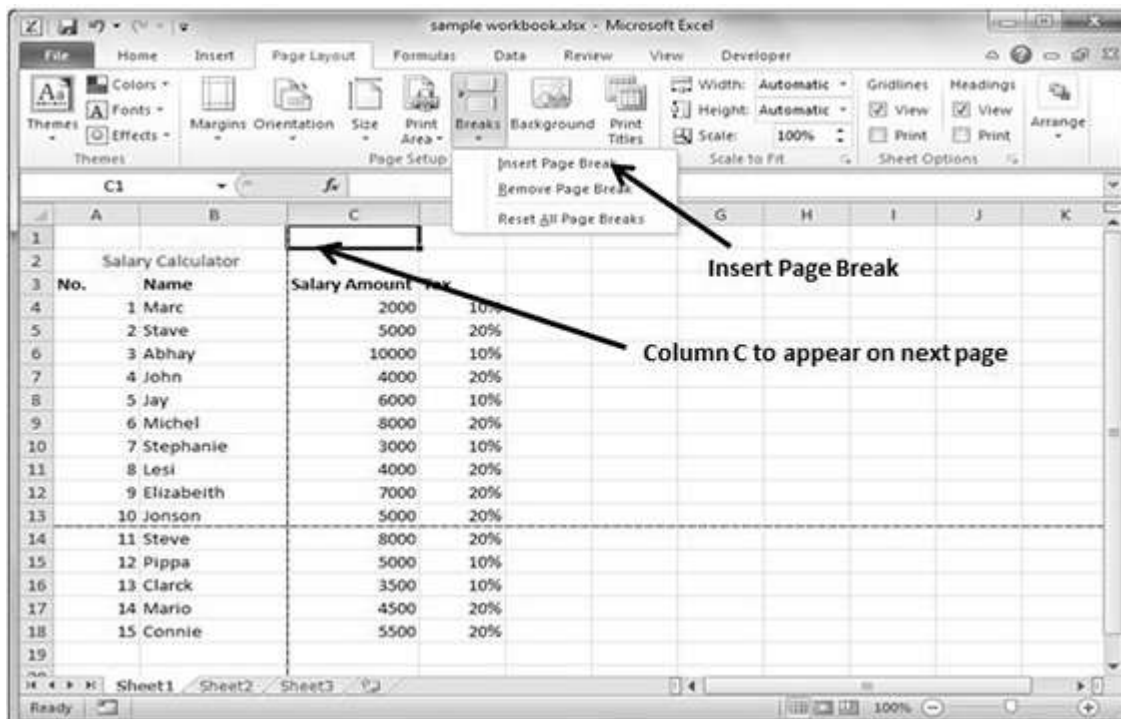 sample workbook.xlsx - Microsoft Excel
File Home Insert Page Layout Formulas Data Review View Developer
Themes
Colors
Fonts
Effects
Themes
Margins Orientation Size Print Area Breaks Background Print Titles
Page Setup
Width: Automatic
Height: Automatic
Scale: 100%
Scale to Fit
Gridlines
View
Print
Headings
View
Print
Sheet Options
Arrange
Insert Page Break
Remove Page Break
Reset All Page Breaks
C1 fx
A B C G H I J K
1
2 Salary Calculator
3 No. Name Salary Amount Tax
4 1 Marc 2000 10%
5 2 Stave 5000 20%
6 3 Abhay 10000 10%
7 4 John 4000 20%
8 5 Jay 6000 10%
9 6 Michel 8000 20%
10 7 Stephanie 3000 10%
11 8 Lesi 4000 20%
12 9 Elizabeith 7000 20%
13 10 Jonson 5000 20%
14 11 Steve 8000 20%
15 12 Pippa 5000 10%
16 13 Clarck 3500 10%
17 14 Mario 4500 20%
18 15 Connie 5500 20%
19
Insert Page Break
Column C to appear on next page
Sheet1 Sheet2 Sheet3
Ready 100%